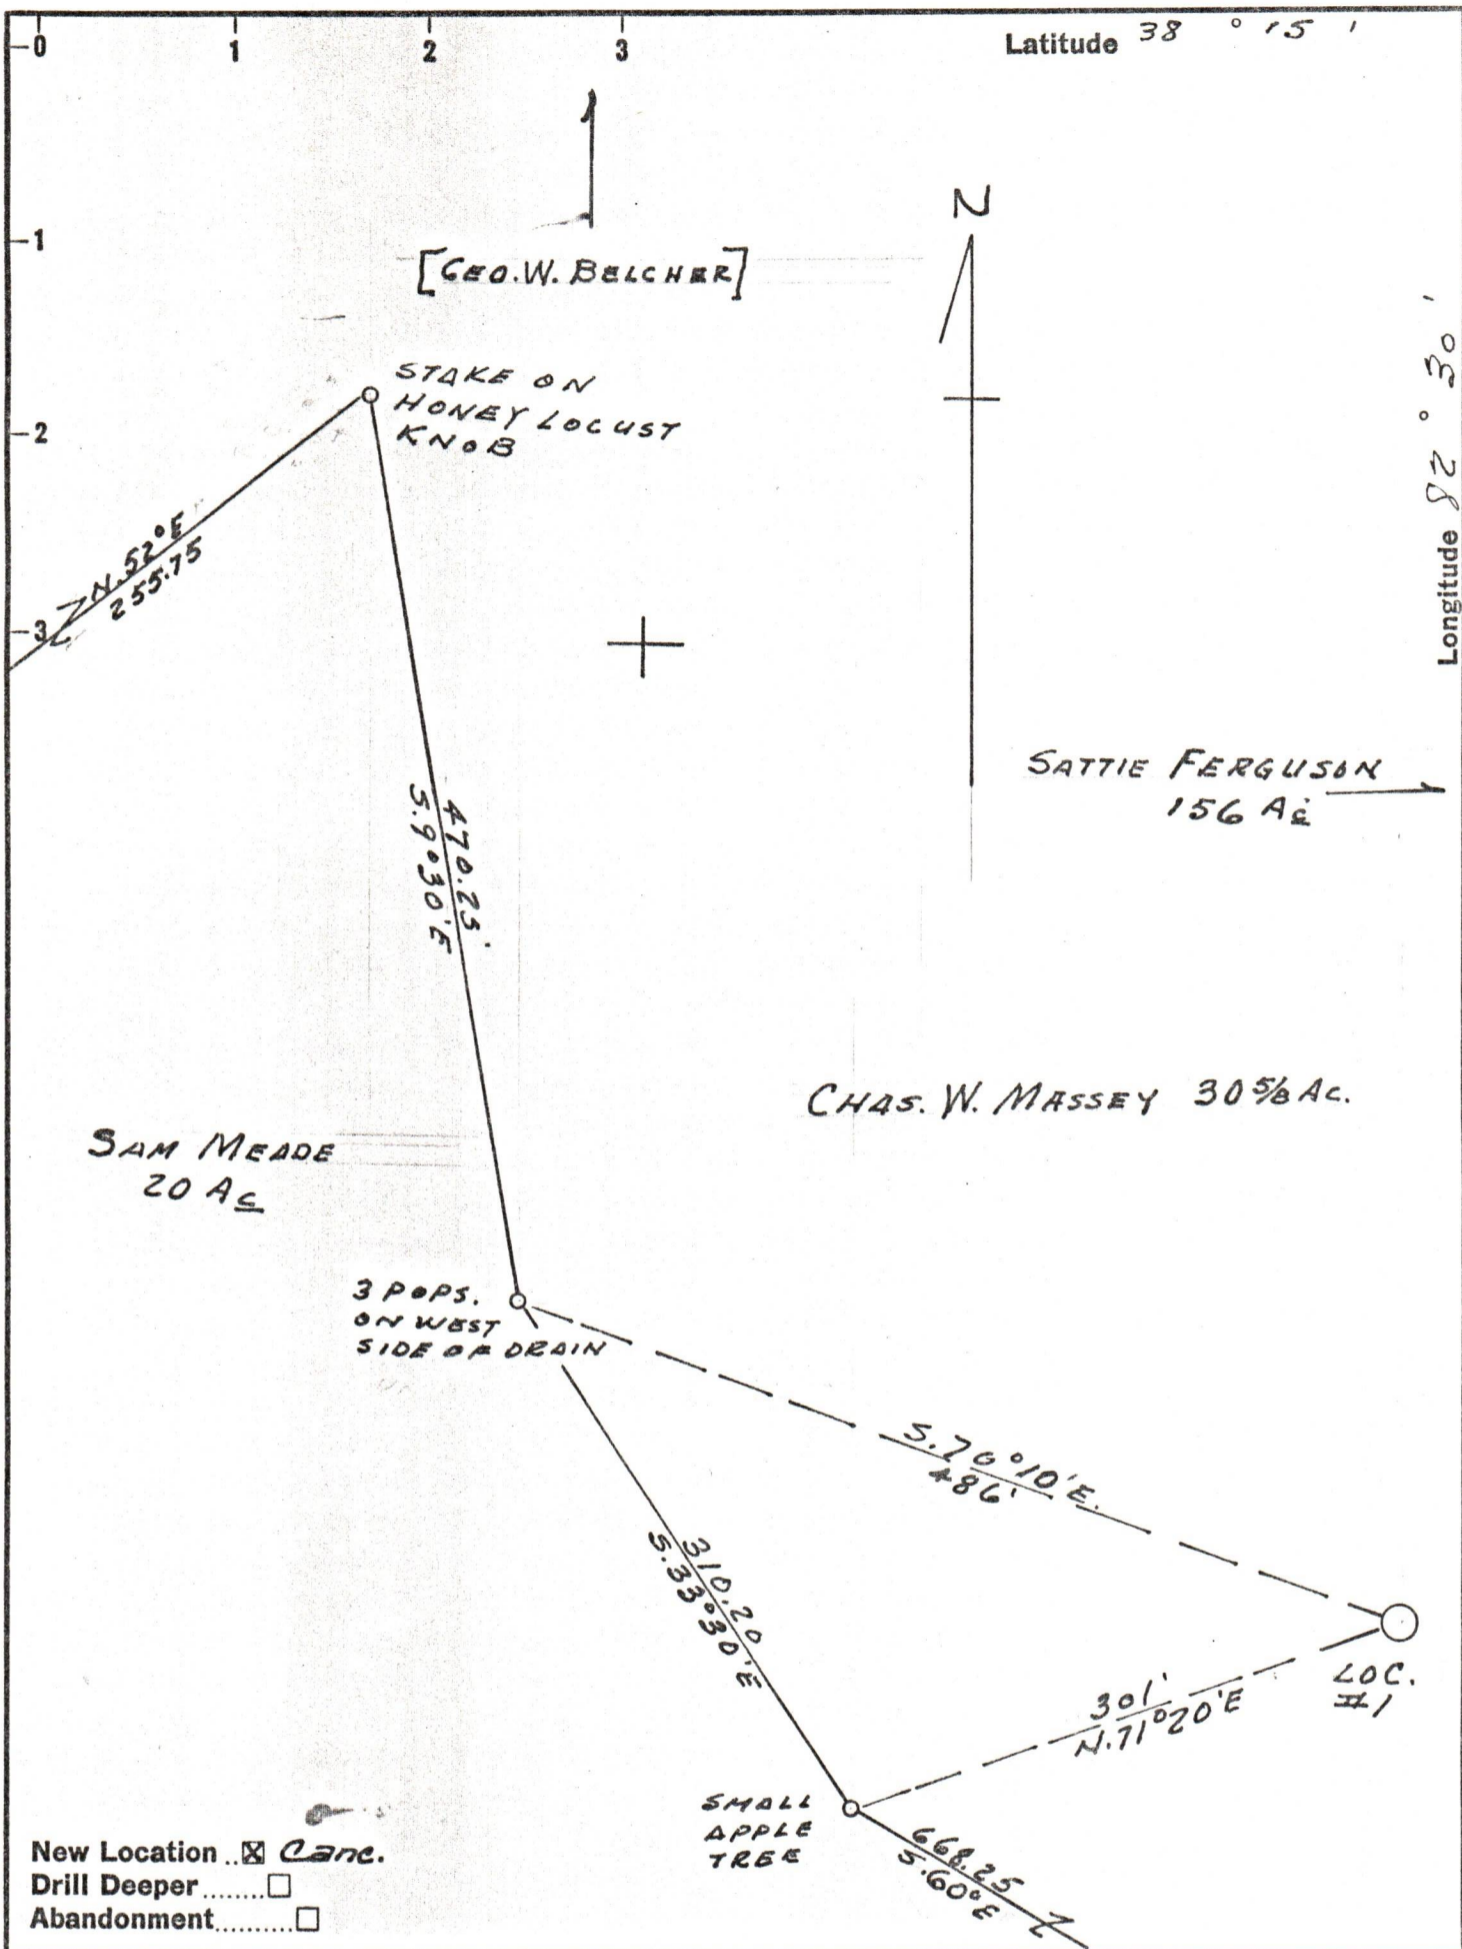 0 1 2 3
Latitude 38 ° 15 '
Longitude 82 ° 30 '
1
2
3
N
[GEO. W. BELCHER]
STAKE ON
HONEY LOCUST
KNOB
N. 52° E
255.75
470.25'
S. 9°30' E
SATTIE FERGUSON
156 Ac
CHAS. W. MASSEY 30 5/8 AC.
SAM MEADE
20 Ac
3 POPS.
ON WEST
SIDE OF DRAIN
S. 70°10' E.
486'
310.20
S. 33°30' E
301'
N. 71°20' E
LOC.
#1
SMALL
APPLE
TREE
668.25
S. 60° E
New Location ..☒ Canc.
Drill Deeper ........☐
Abandonment..........☐